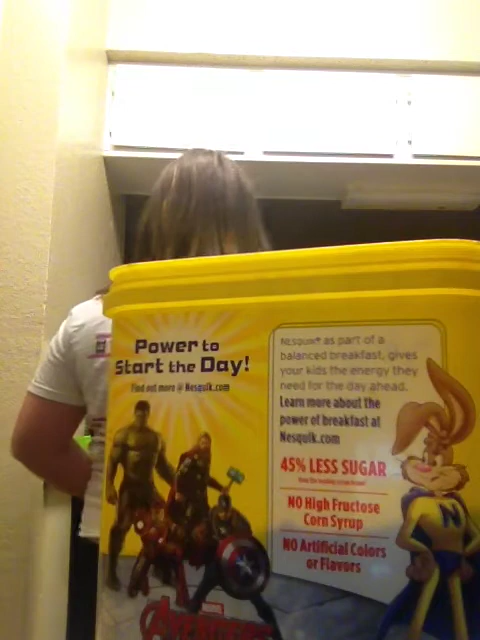 Power to
Start the Day!
Find out more @ Nesquik.com
Nesquik® as part of a
balanced breakfast, gives
your kids the energy they
need for the day ahead.
Learn more about the
power of breakfast at
Nesquik.com
45% LESS SUGAR
NO High Fructose
Corn Syrup
NO Artificial Colors
or Flavors
N
MARVEL
AVENGERS